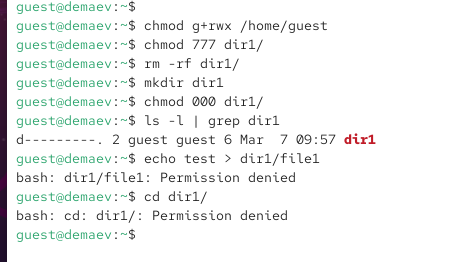 guest@demaev:~$
guest@demaev:~$ chmod g+rwx /home/guest
guest@demaev:~$ chmod 777 dir1/
guest@demaev:~$ rm -rf dir1/
guest@demaev:~$ mkdir dir1
guest@demaev:~$ chmod 000 dir1/
guest@demaev:~$ ls -l | grep dir1
d---------. 2 guest guest 6 Mar  7 09:57 dir1
guest@demaev:~$ echo test > dir1/file1
bash: dir1/file1: Permission denied
guest@demaev:~$ cd dir1/
bash: cd: dir1/: Permission denied
guest@demaev:~$